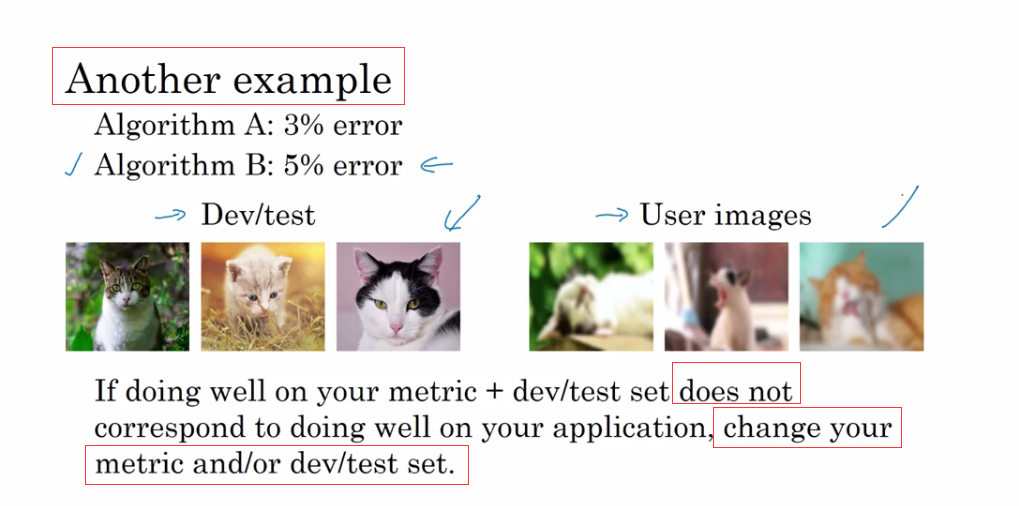 Another example
Algorithm A: 3% error
Algorithm B: 5% error
Dev/test
User images
If doing well on your metric + dev/test set does not
correspond to doing well on your application, change your
metric and/or dev/test set.